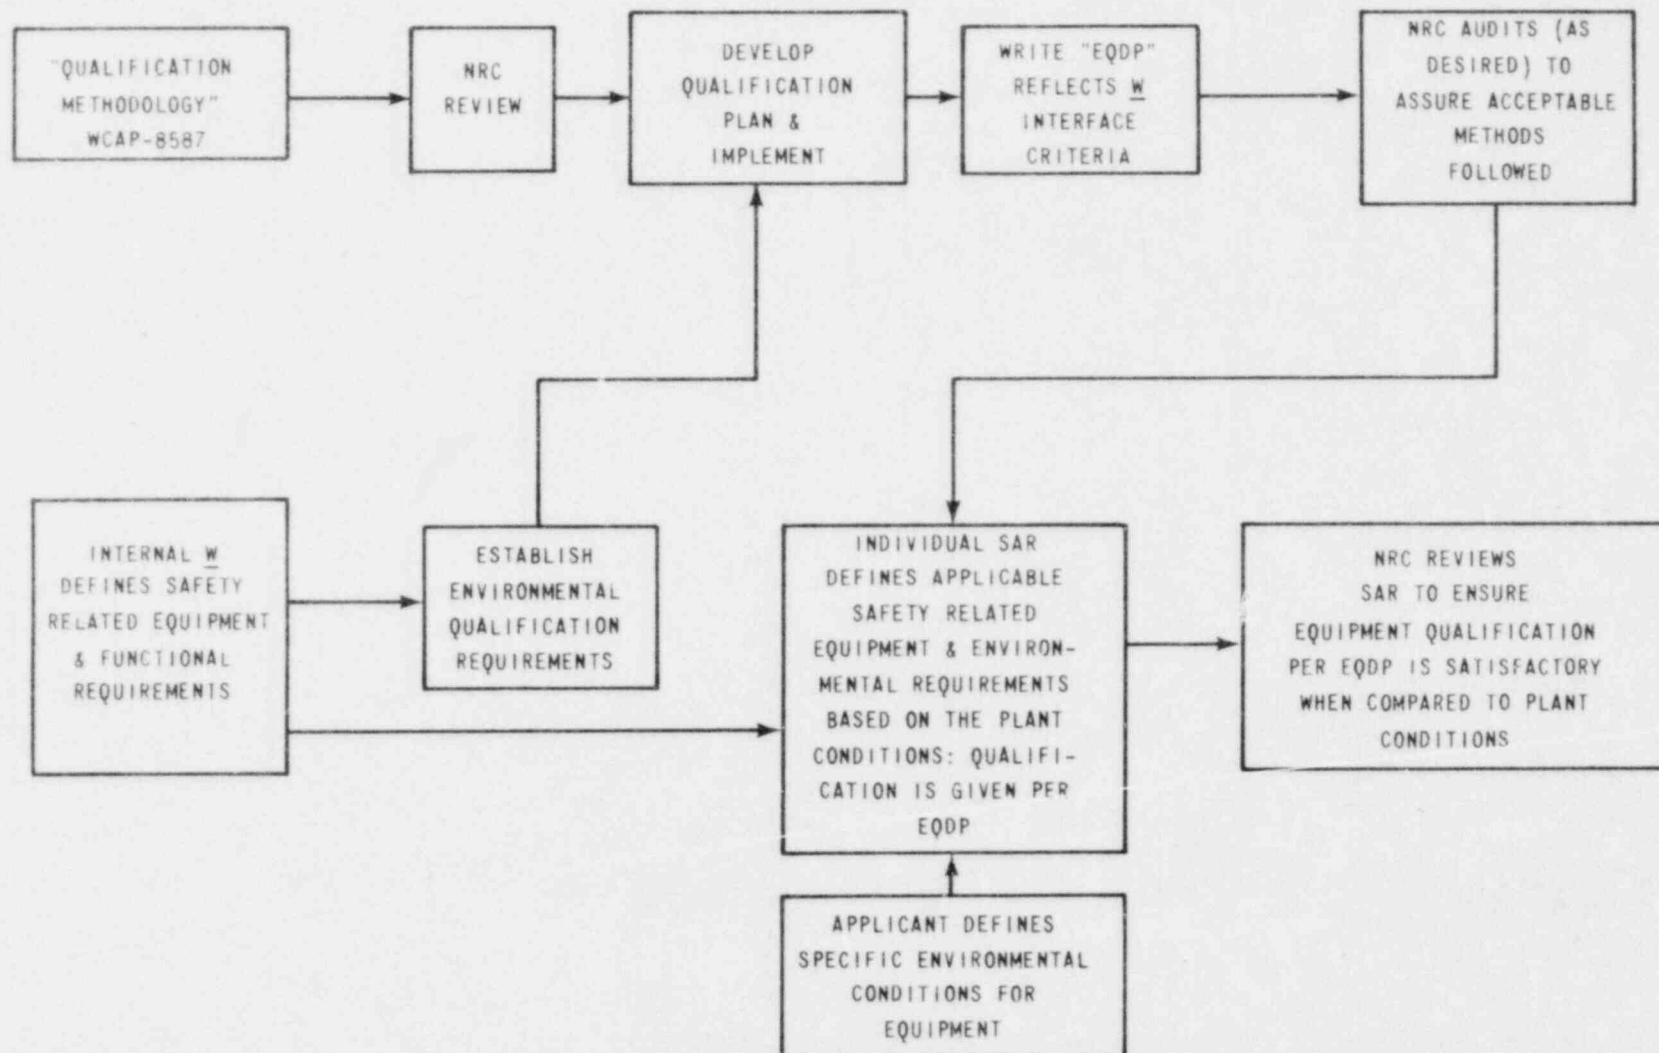 "QUALIFICATION
METHODOLOGY"
WCAP-8587
NRC
REVIEW
DEVELOP
QUALIFICATION
PLAN &
IMPLEMENT
WRITE "EQDP"
REFLECTS W
INTERFACE
CRITERIA
NRC AUDITS (AS
DESIRED) TO
ASSURE ACCEPTABLE
METHODS
FOLLOWED
INTERNAL W
DEFINES SAFETY
RELATED EQUIPMENT
& FUNCTIONAL
REQUIREMENTS
ESTABLISH
ENVIRONMENTAL
QUALIFICATION
REQUIREMENTS
INDIVIDUAL SAR
DEFINES APPLICABLE
SAFETY RELATED
EQUIPMENT & ENVIRON-
MENTAL REQUIREMENTS
BASED ON THE PLANT
CONDITIONS: QUALIFI-
CATION IS GIVEN PER
EQDP
NRC REVIEWS
SAR TO ENSURE
EQUIPMENT QUALIFICATION
PER EQDP IS SATISFACTORY
WHEN COMPARED TO PLANT
CONDITIONS
APPLICANT DEFINES
SPECIFIC ENVIRONMENTAL
CONDITIONS FOR
EQUIPMENT